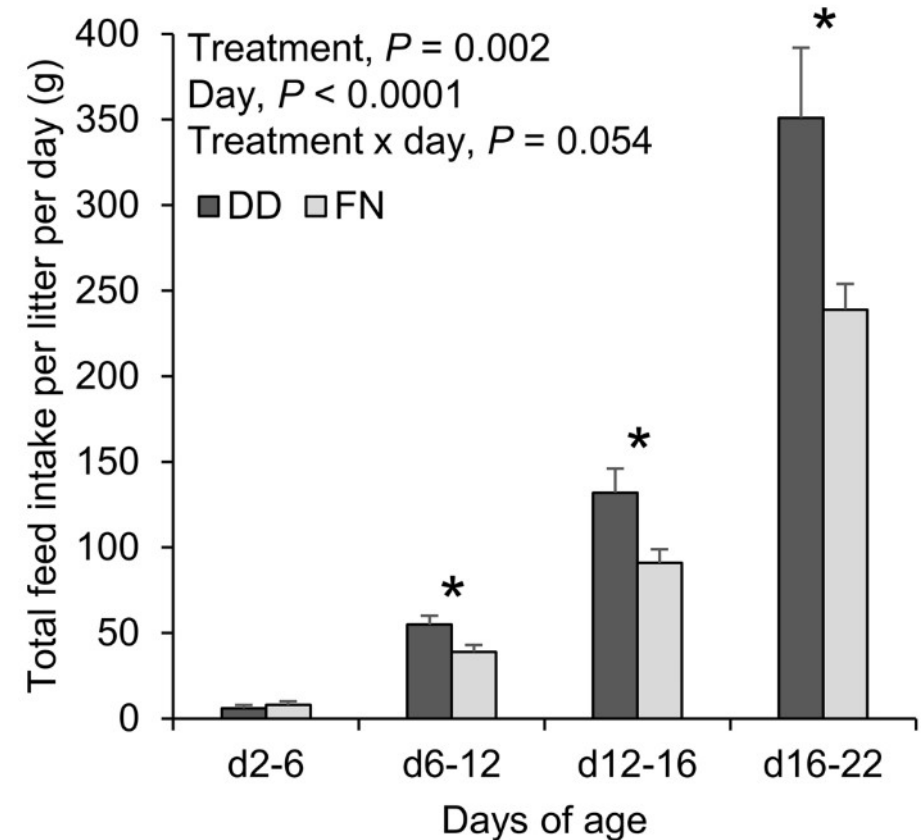 Total feed intake per litter per day (g)
400
350
300
250
200
150
100
50
0
Treatment, P = 0.002
Day, P < 0.0001
Treatment x day, P = 0.054
DD FN
*
*
*
d2-6 d6-12 d12-16 d16-22
Days of age